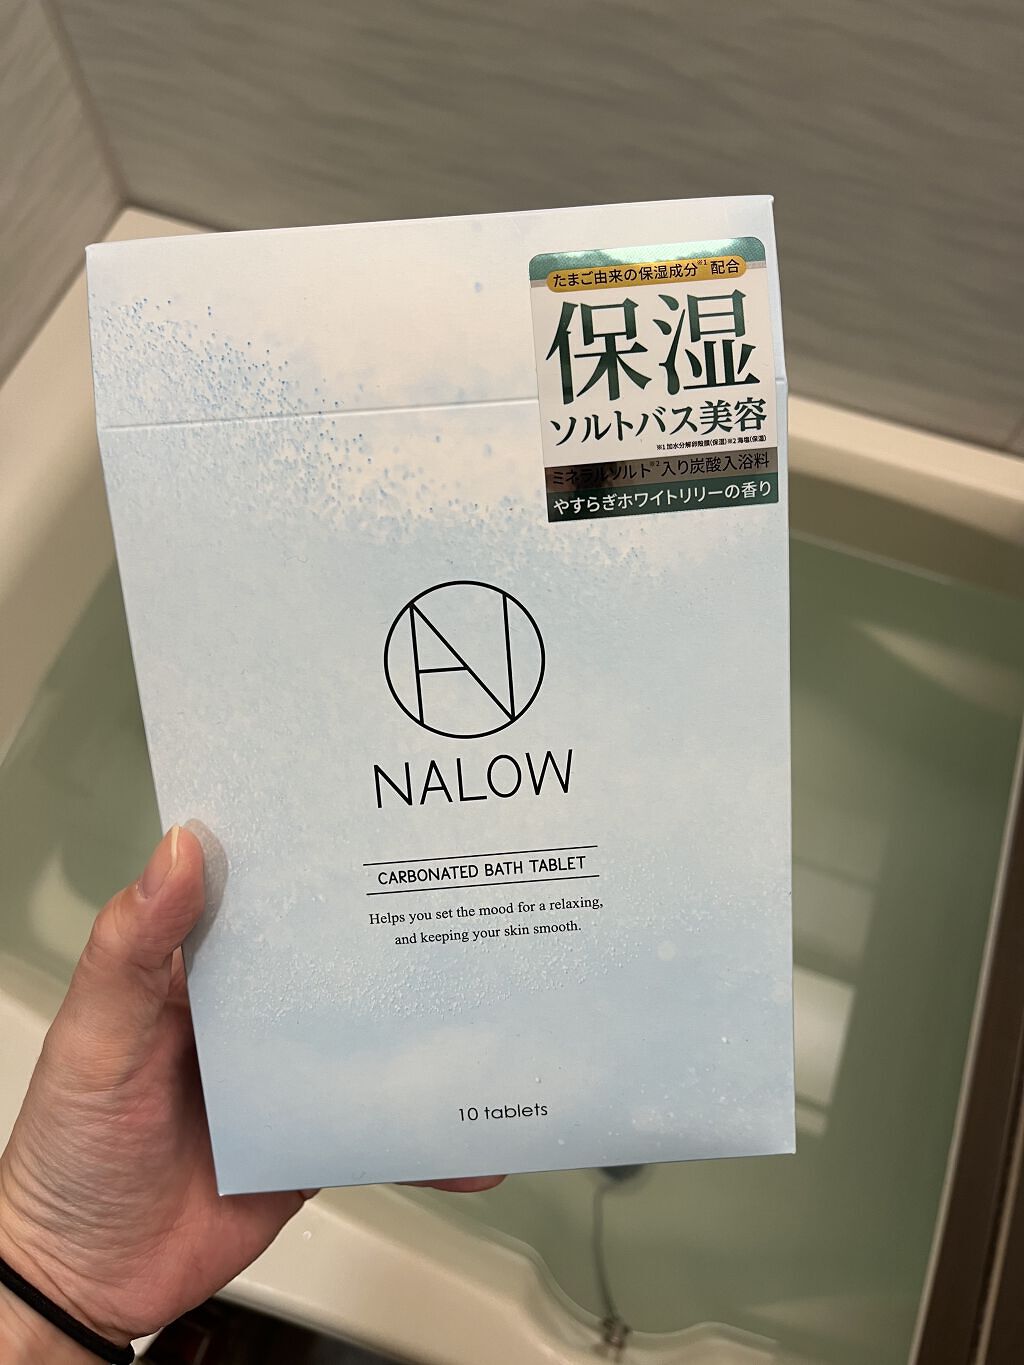 たまご由来の保湿成分※1配合
保湿
ソルトバス美容
※1 加水分解卵殻膜(保湿)※2 海塩(保温)
ミネラルソルト※2入り炭酸入浴料
やすらぎホワイトリリーの香り
NALOW
CARBONATED BATH TABLET
Helps you set the mood for a relaxing,
and keeping your skin smooth.
10 tablets